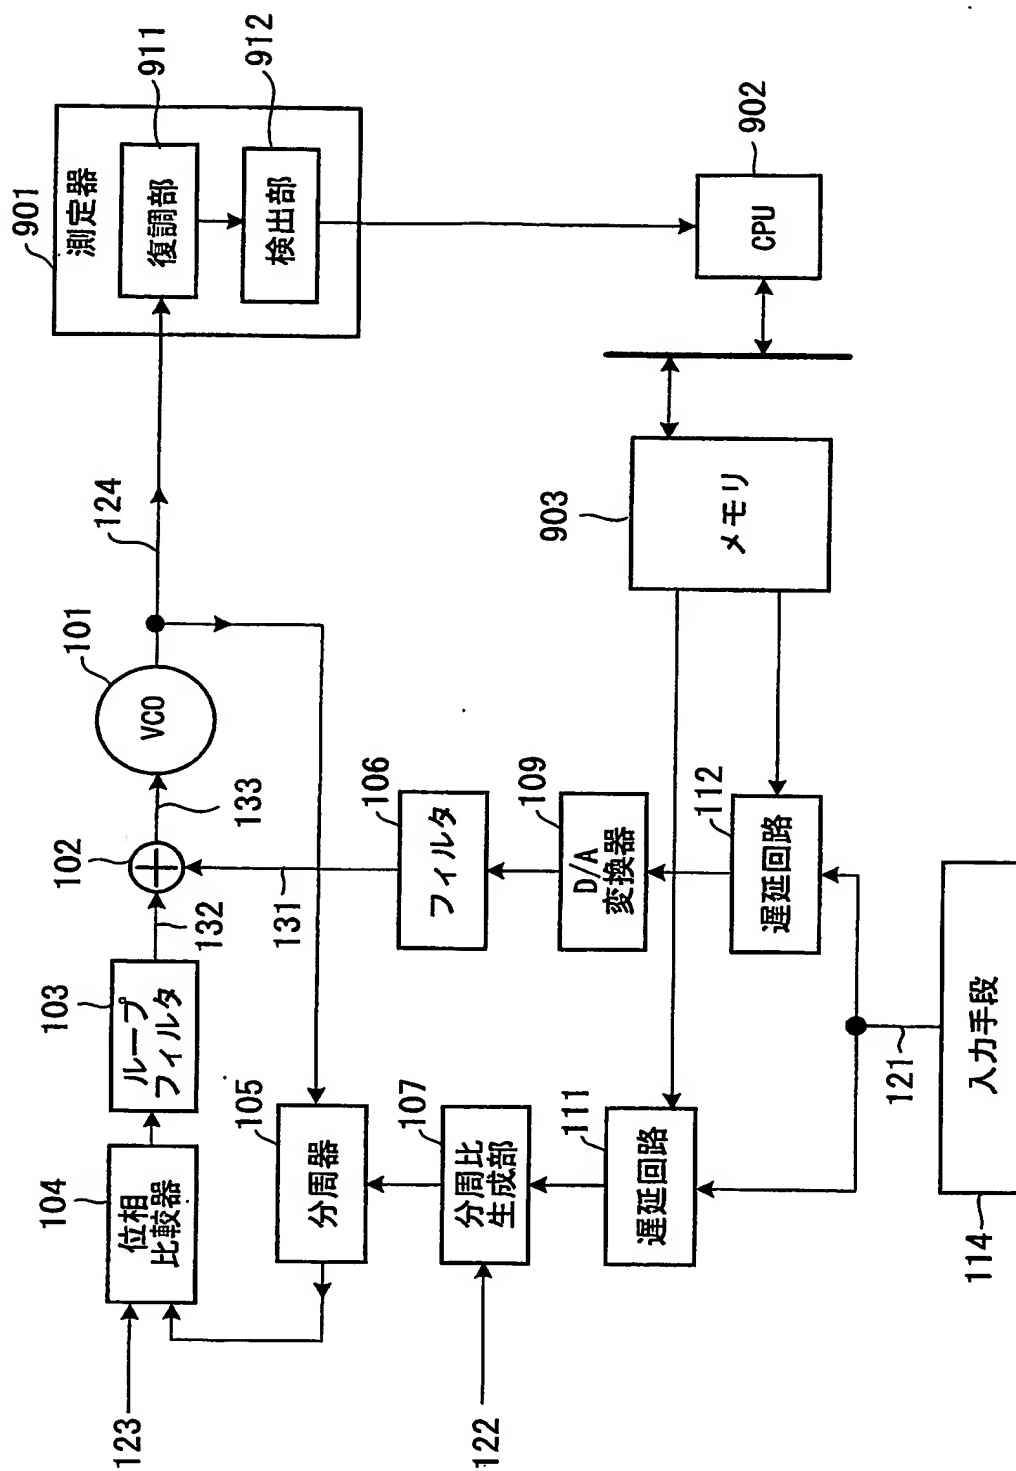 901
測定器
911
復調部
912
検出部
902
CPU
124
903
メモリ
101
VCO
133
102
132
131
106
フィルタ
109
D/A
変換器
112
遅延回路
103
ループ
フィルタ
104
位相
比較器
105
分周器
107
分周比
生成部
111
遅延回路
121
入力手段
114
123
122